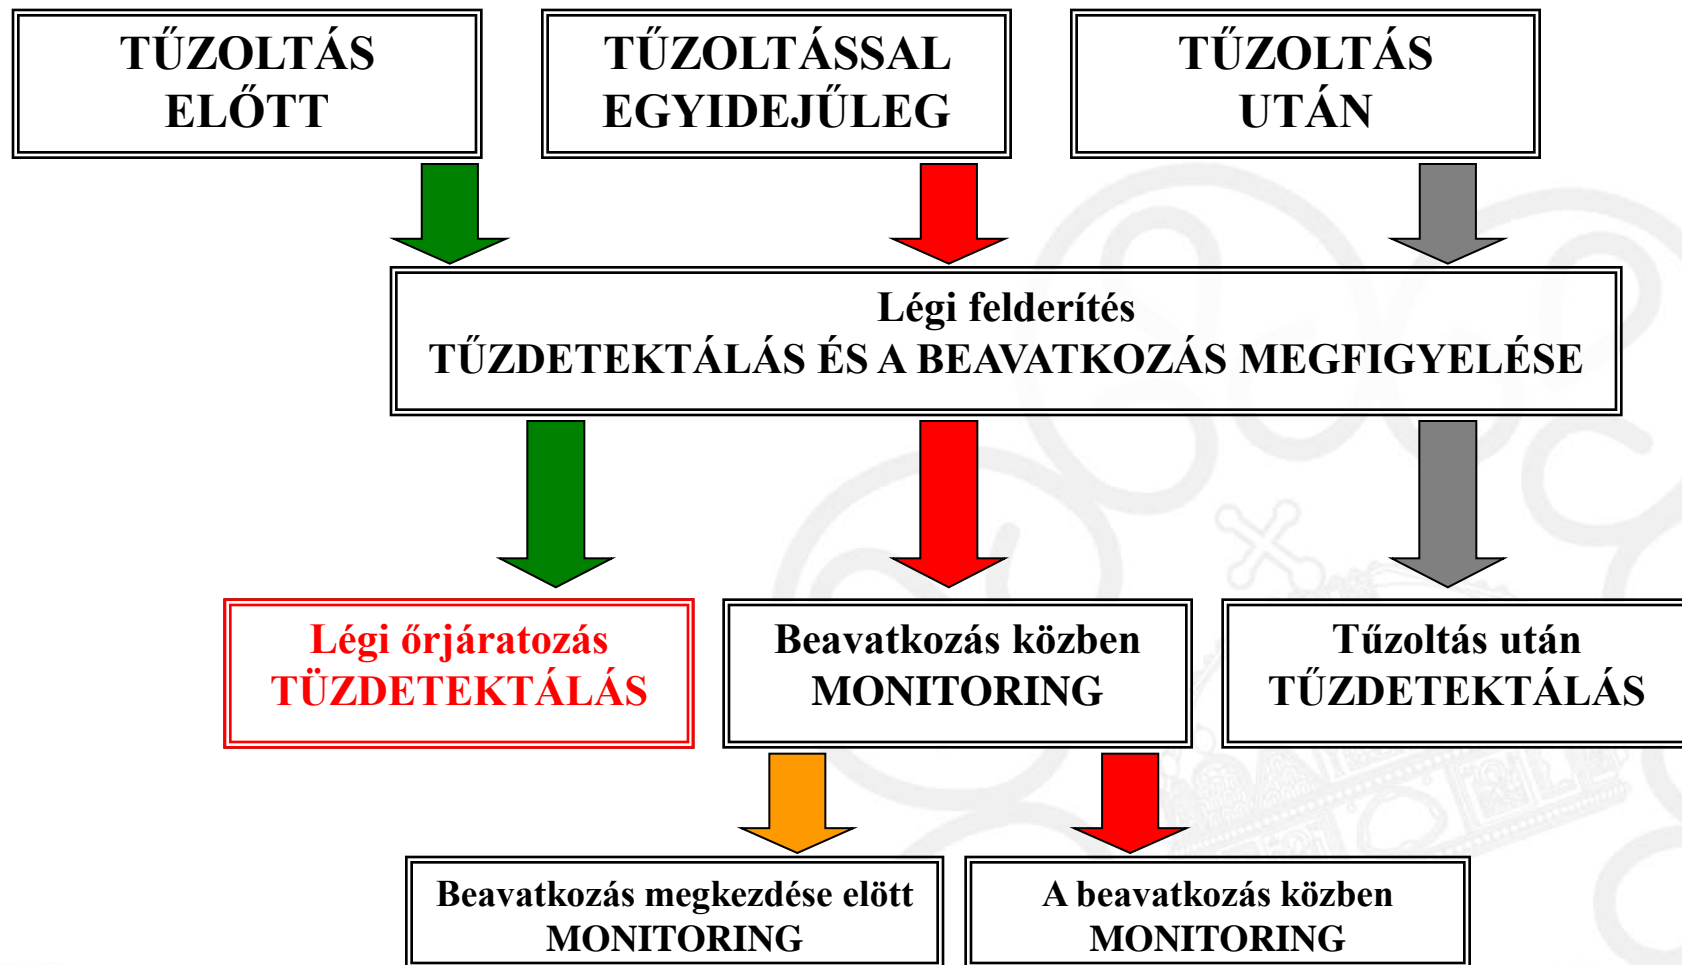 TŰZOLTÁS
ELŐTT
TŰZOLTÁSSAL
EGYIDEJŰLEG
TŰZOLTÁS
UTÁN
Légi felderítés
TŰZDETEKTÁLÁS ÉS A BEAVATKOZÁS MEGFIGYELÉSE
Légi őrjáratozás
TÜZDETEKTÁLÁS
Beavatkozás közben
MONITORING
Tűzoltás után
TŰZDETEKTÁLÁS
Beavatkozás megkezdése elött
MONITORING
A beavatkozás közben
MONITORING